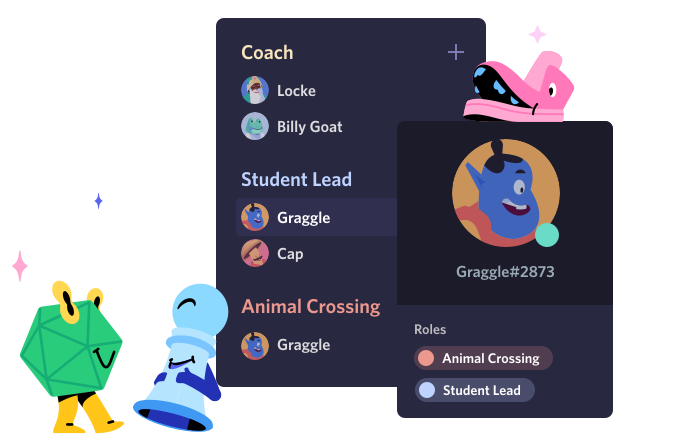 Coach
Locke
Billy Goat
Student Lead
Graggle
Cap
Animal Crossing
Graggle
Graggle#2873
Roles
Animal Crossing
Student Lead